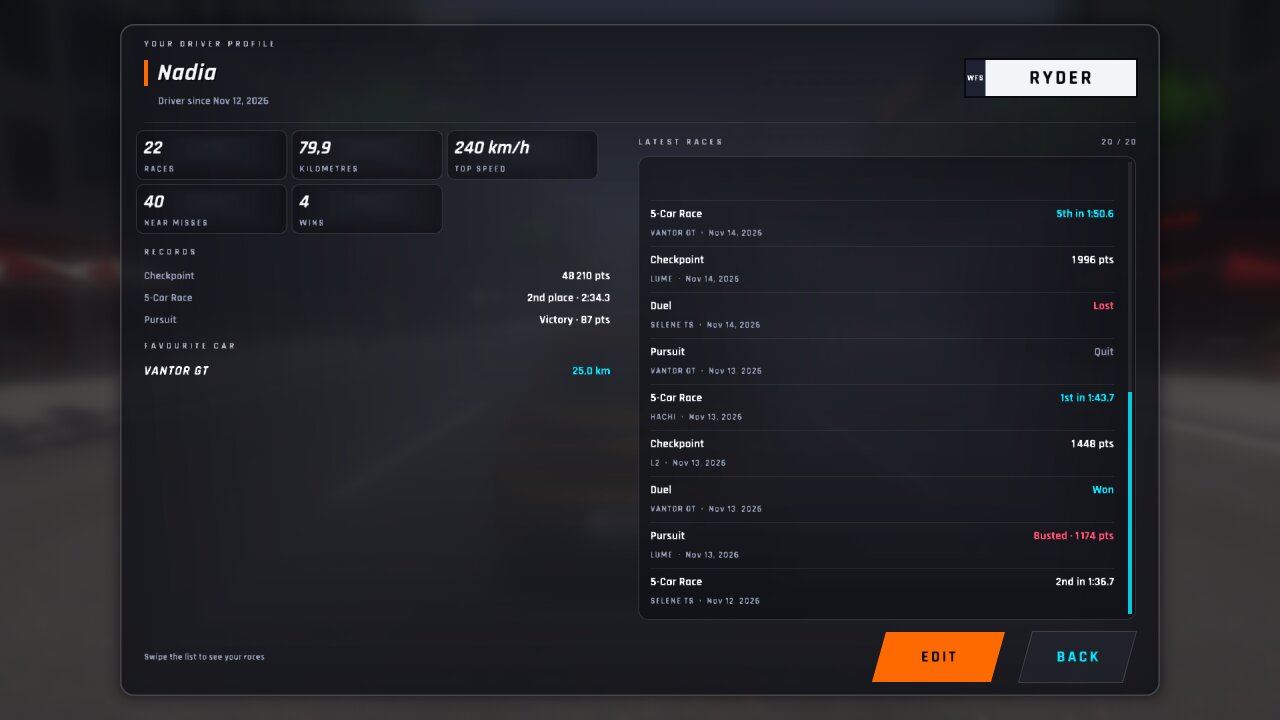 YOUR DRIVER PROFILE
Nadia
Driver since Nov 12, 2026
WFS RYDER
22
RACES
79,9
KILOMETRES
240 km/h
TOP SPEED
40
NEAR MISSES
4
WINS
RECORDS
Checkpoint 48 210 pts
5-Car Race 2nd place · 2:34.3
Pursuit Victory · 87 pts
FAVOURITE CAR
VANTOR GT 25.0 km
LATEST RACES 20 / 20
5-Car Race 5th in 1:50.6
VANTOR GT · Nov 14, 2026
Checkpoint 1 996 pts
LUME · Nov 14, 2026
Duel Lost
SELENE TS · Nov 14, 2026
Pursuit Quit
VANTOR GT · Nov 13, 2026
5-Car Race 1st in 1:43.7
HACHI · Nov 13, 2026
Checkpoint 1 448 pts
L2 · Nov 13, 2026
Duel Won
VANTOR GT · Nov 13, 2026
Pursuit Busted · 1 174 pts
LUME · Nov 13, 2026
5-Car Race 2nd in 1:36.7
SELENE TS · Nov 12, 2026
Swipe the list to see your races
EDIT
BACK